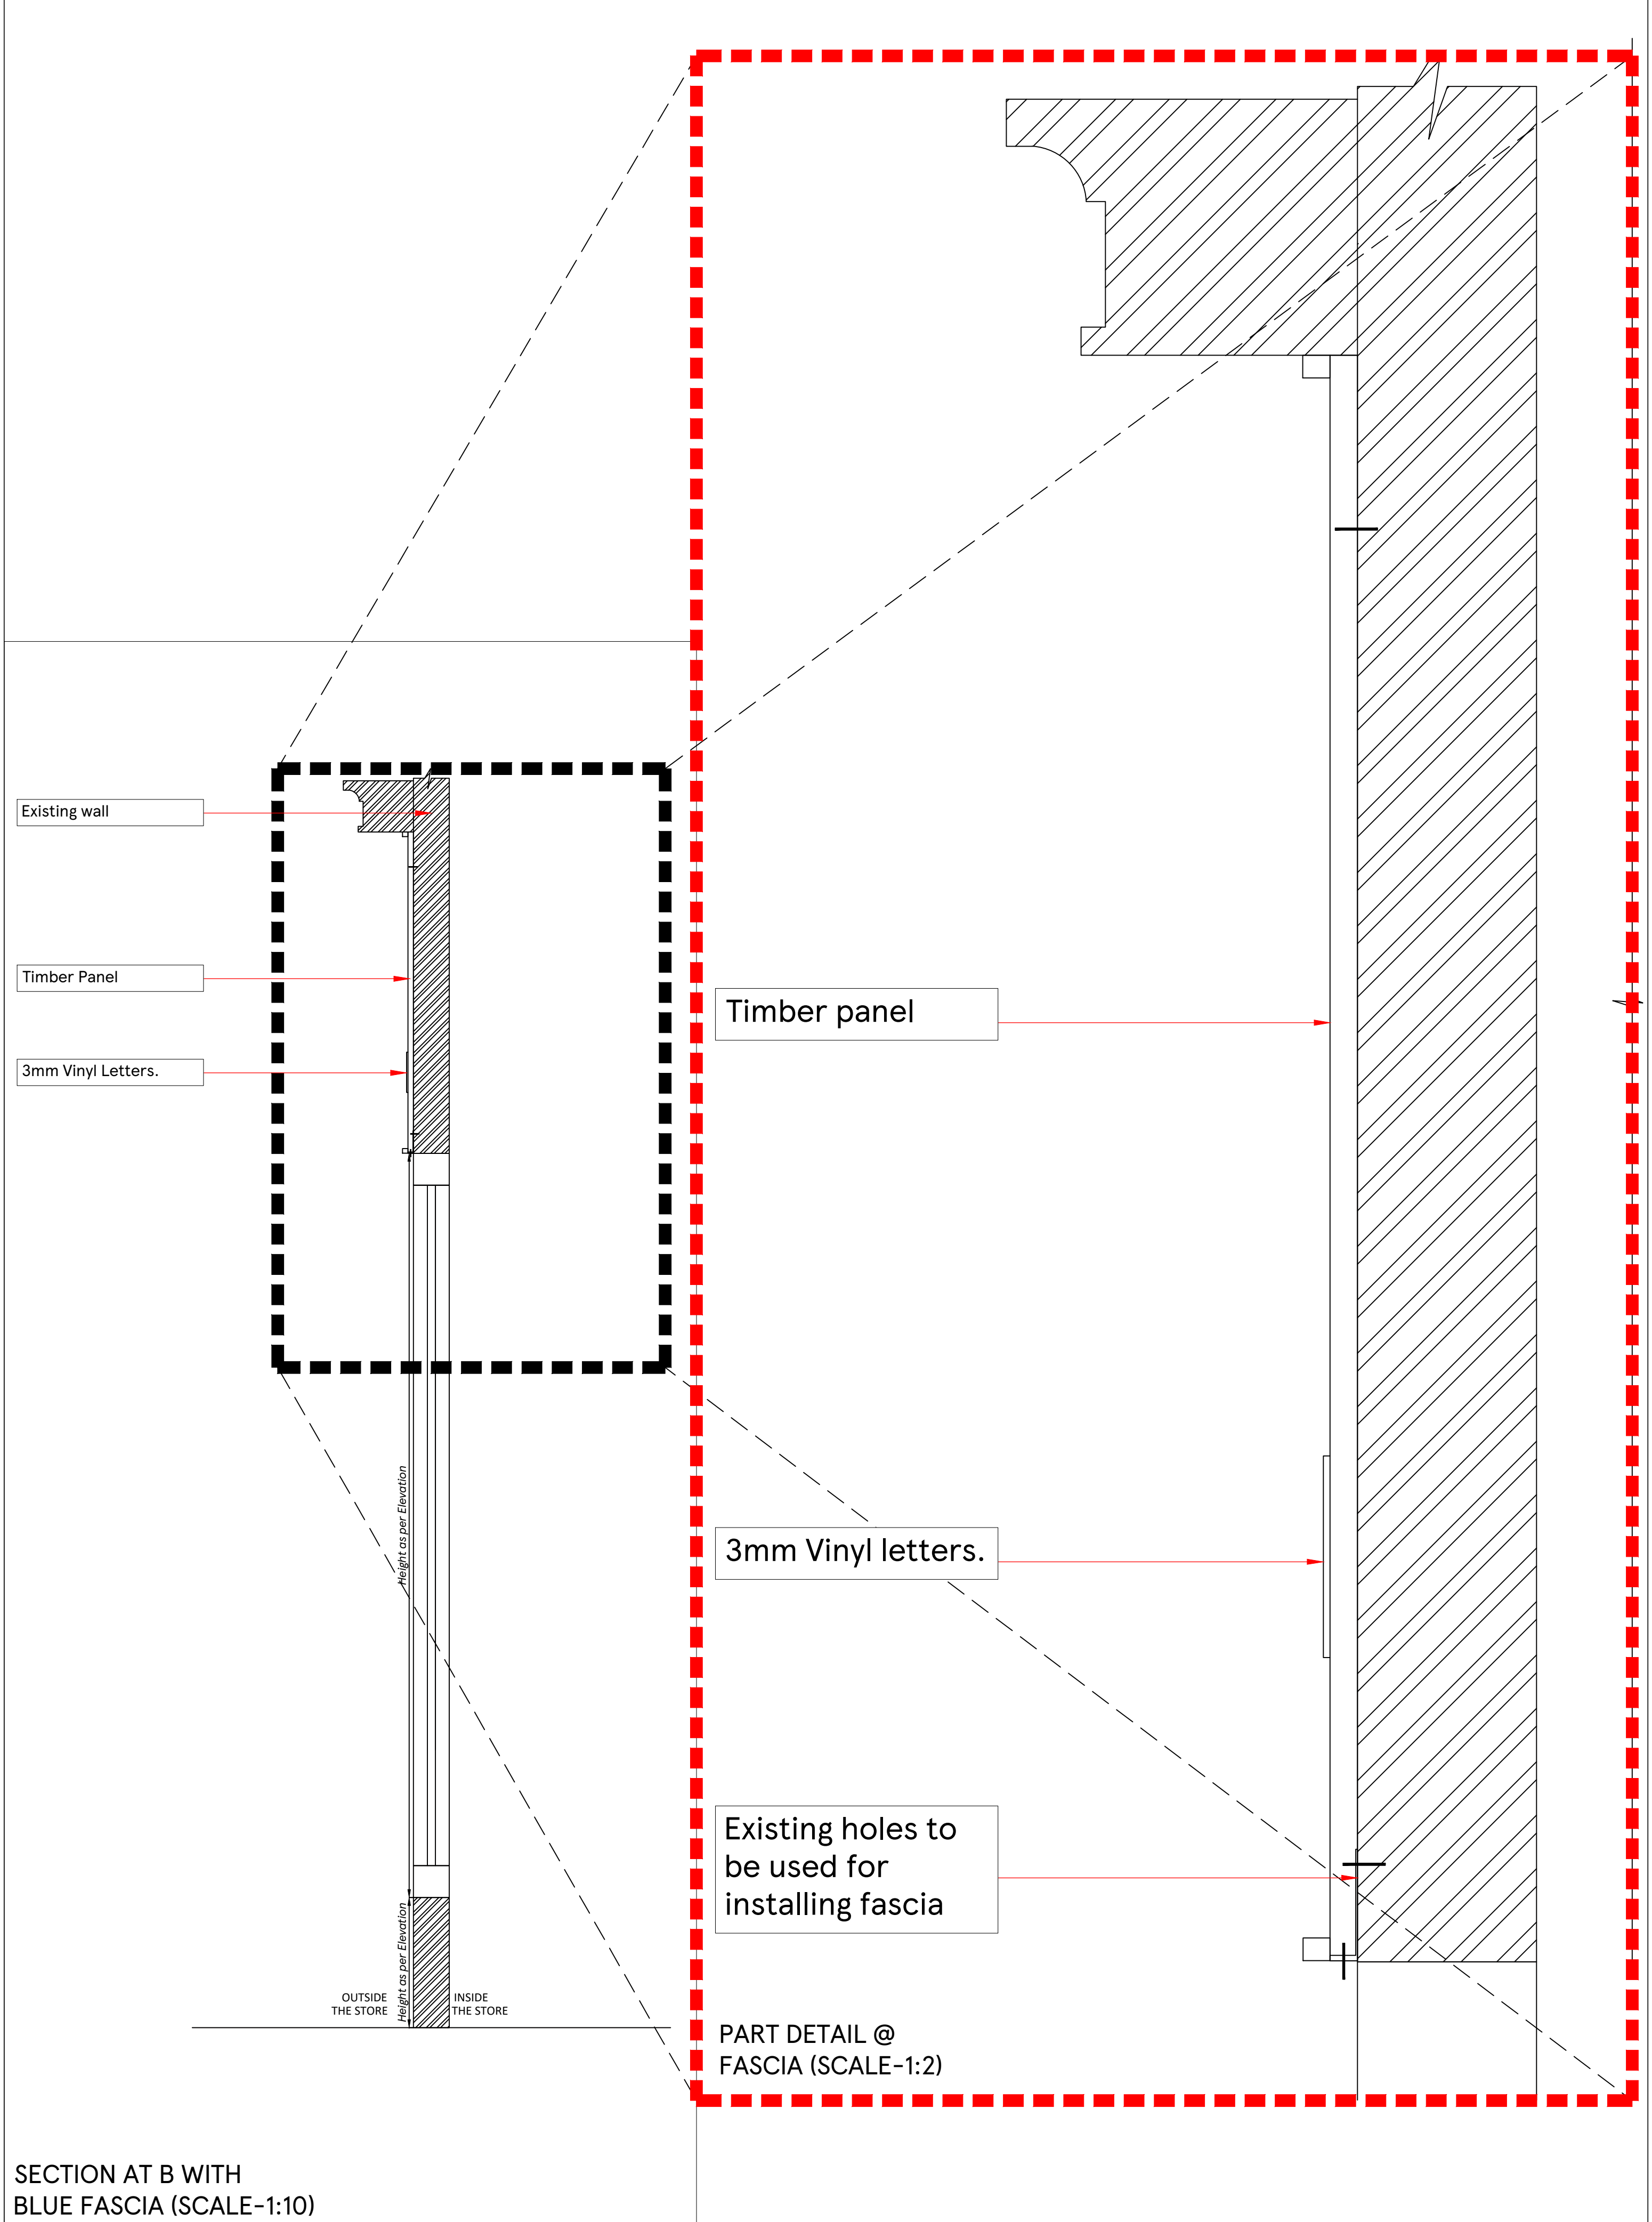 Existing wall
Timber Panel
3mm Vinyl Letters.
Height as per Elevation
Height as per Elevation
OUTSIDE
THE STORE
INSIDE
THE STORE
SECTION AT B WITH
BLUE FASCIA (SCALE-1:10)
Timber panel
3mm Vinyl letters.
Existing holes to
be used for
installing fascia
PART DETAIL @
FASCIA (SCALE-1:2)